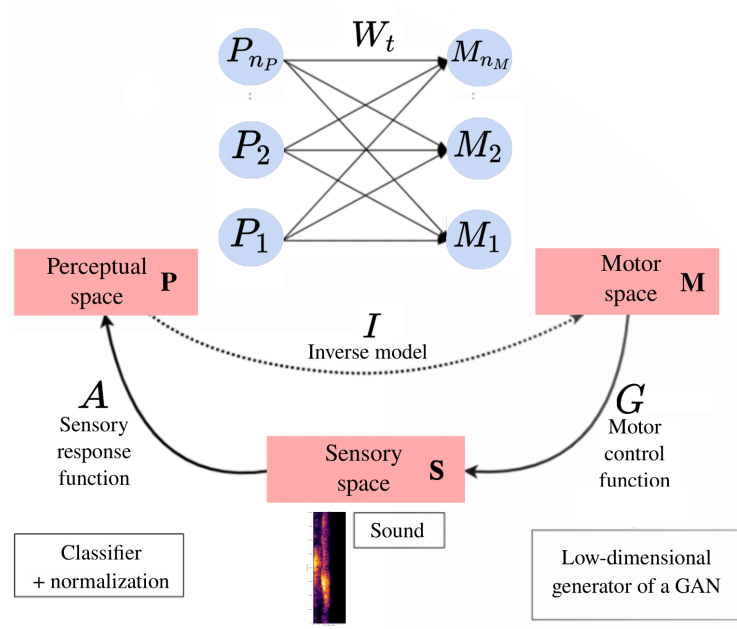 P_{n_P} W_t M_{n_M}
P_2 M_2
P_1 M_1
Perceptual
space P
Motor
space M
I
Inverse model
A
Sensory
response
function
G
Motor
control
function
Sensory
space S
Sound
Classifier
+ normalization
Low-dimensional
generator of a GAN